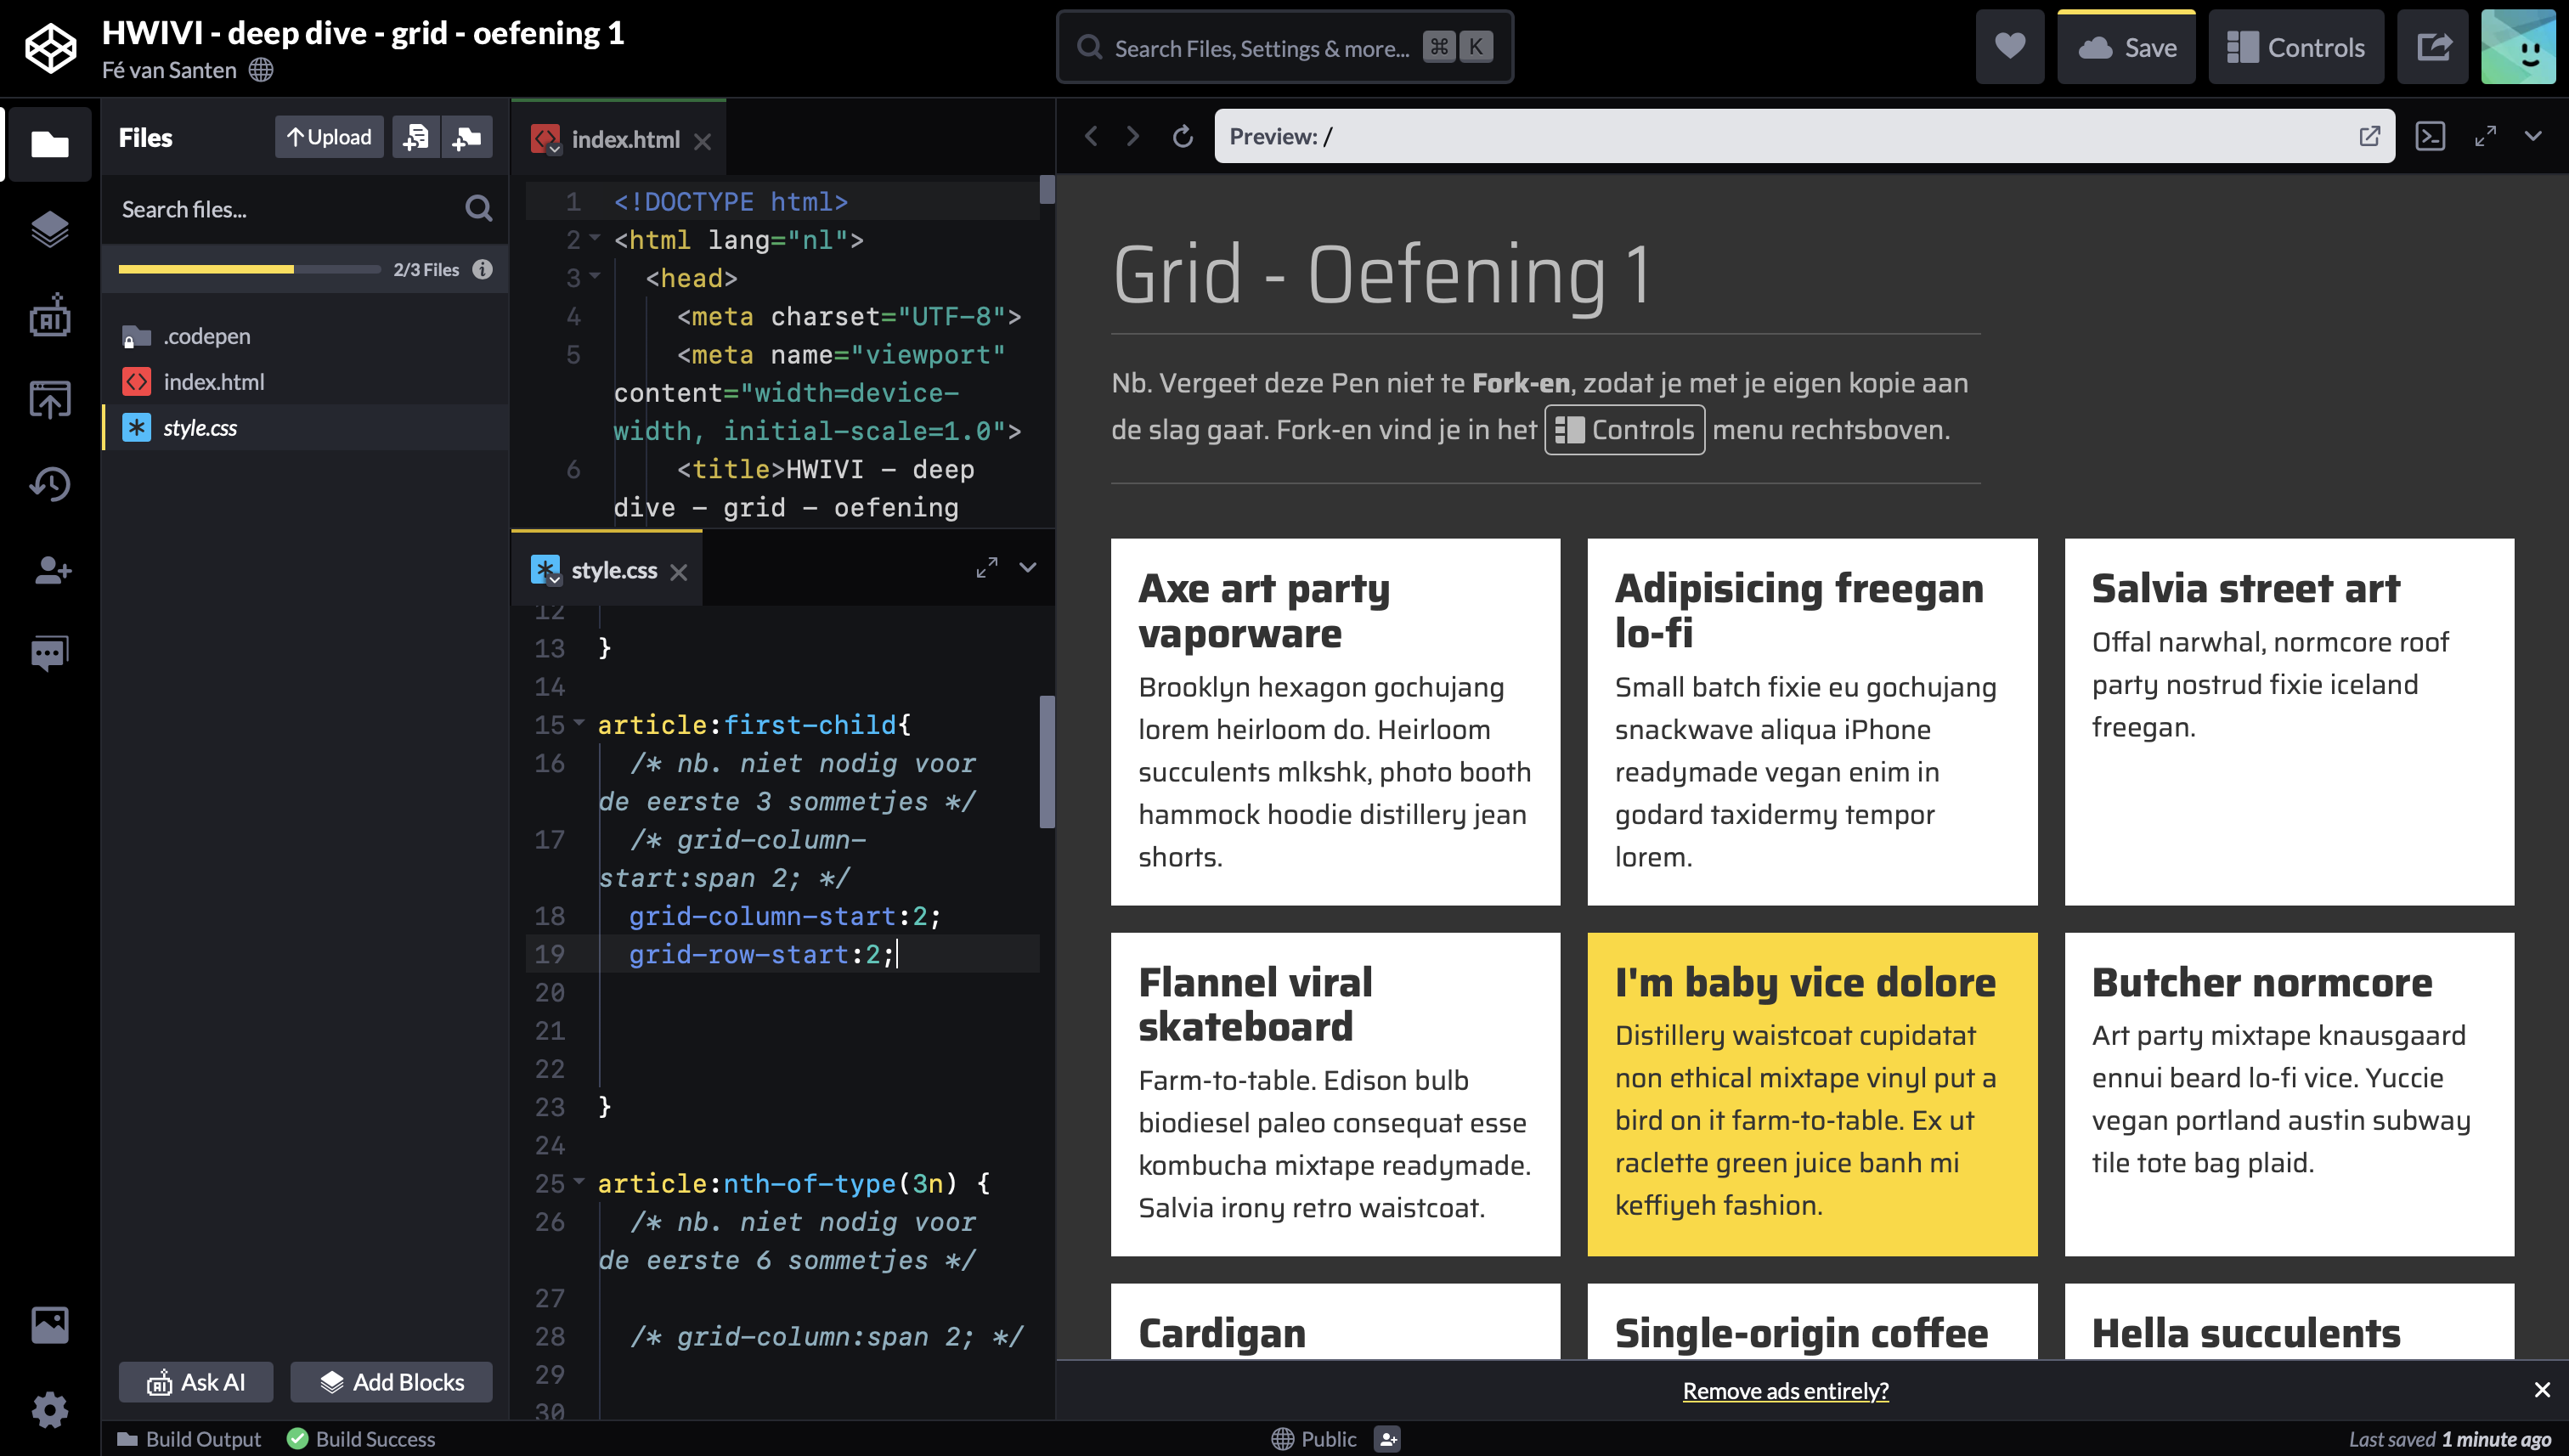 HWIVI - deep dive - grid - oefening 1
Fé van Santen
Search Files, Settings & more... ⌘ K
Save
Controls
Files
Upload
Search files...
2/3 Files
.codepen
index.html
style.css
Ask AI
Add Blocks
index.html
1 <!DOCTYPE html>
2 <html lang="nl">
3 <head>
4 <meta charset="UTF-8">
5 <meta name="viewport"
content="width=device-
width, initial-scale=1.0">
6 <title>HWIVI - deep
dive - grid - oefening
style.css
12
13 }
14
15 article:first-child{
16 /* nb. niet nodig voor
de eerste 3 sommetjes */
17 /* grid-column-
start:span 2; */
18 grid-column-start:2;
19 grid-row-start:2;
20
21
22
23 }
24
25 article:nth-of-type(3n) {
26 /* nb. niet nodig voor
de eerste 6 sommetjes */
27
28 /* grid-column:span 2; */
29
30
Preview: /
Grid - Oefening 1
Nb. Vergeet deze Pen niet te Fork-en, zodat je met je eigen kopie aan
de slag gaat. Fork-en vind je in het Controls menu rechtsboven.
Axe art party
vaporware
Brooklyn hexagon gochujang
lorem heirloom do. Heirloom
succulents mlkshk, photo booth
hammock hoodie distillery jean
shorts.
Adipisicing freegan
lo-fi
Small batch fixie eu gochujang
snackwave aliqua iPhone
readymade vegan enim in
godard taxidermy tempor
lorem.
Salvia street art
Offal narwhal, normcore roof
party nostrud fixie iceland
freegan.
Flannel viral
skateboard
Farm-to-table. Edison bulb
biodiesel paleo consequat esse
kombucha mixtape readymade.
Salvia irony retro waistcoat.
I'm baby vice dolore
Distillery waistcoat cupidatat
non ethical mixtape vinyl put a
bird on it farm-to-table. Ex ut
raclette green juice banh mi
keffiyeh fashion.
Butcher normcore
Art party mixtape knausgaard
ennui beard lo-fi vice. Yuccie
vegan portland austin subway
tile tote bag plaid.
Cardigan
Single-origin coffee
Hella succulents
Remove ads entirely?
Build Output
Build Success
Public
Last saved 1 minute ago